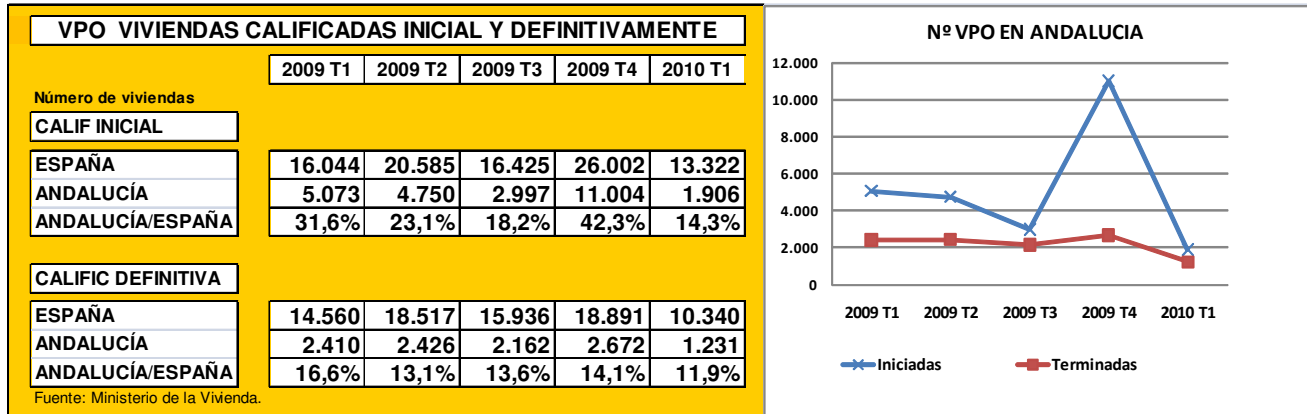 VPO VIVIENDAS CALIFICADAS INICIAL Y DEFINITIVAMENTE
2009 T1 2009 T2 2009 T3 2009 T4 2010 T1
Número de viviendas
CALIF INICIAL
ESPAÑA 16.044 20.585 16.425 26.002 13.322
ANDALUCÍA 5.073 4.750 2.997 11.004 1.906
ANDALUCÍA/ESPAÑA 31,6% 23,1% 18,2% 42,3% 14,3%
CALIFIC DEFINITIVA
ESPAÑA 14.560 18.517 15.936 18.891 10.340
ANDALUCÍA 2.410 2.426 2.162 2.672 1.231
ANDALUCÍA/ESPAÑA 16,6% 13,1% 13,6% 14,1% 11,9%
Fuente: Ministerio de la Vivienda.
Nº VPO EN ANDALUCIA
12.000
10.000
8.000
6.000
4.000
2.000
0
2009 T1 2009 T2 2009 T3 2009 T4 2010 T1
Iniciadas Terminadas